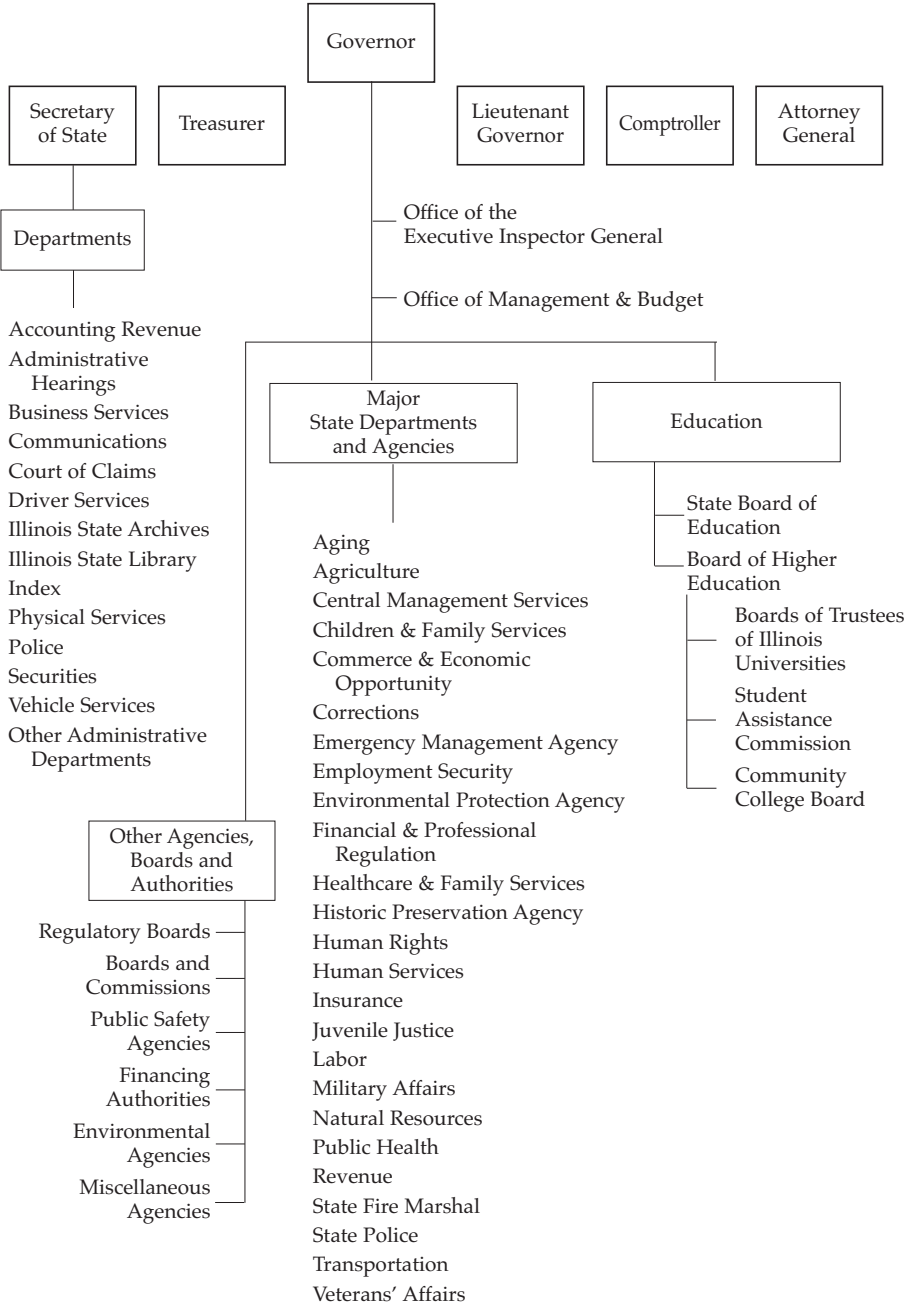 Governor
Secretary
of State
Treasurer
Lieutenant
Governor
Comptroller
Attorney
General
Departments
Accounting Revenue
Administrative
Hearings
Business Services
Communications
Court of Claims
Driver Services
Illinois State Archives
Illinois State Library
Index
Physical Services
Police
Securities
Vehicle Services
Other Administrative
Departments
Office of the
Executive Inspector General
Office of Management & Budget
Other Agencies,
Boards and
Authorities
Regulatory Boards
Boards and
Commissions
Public Safety
Agencies
Financing
Authorities
Environmental
Agencies
Miscellaneous
Agencies
Major
State Departments
and Agencies
Aging
Agriculture
Central Management Services
Children & Family Services
Commerce & Economic
Opportunity
Corrections
Emergency Management Agency
Employment Security
Environmental Protection Agency
Financial & Professional
Regulation
Healthcare & Family Services
Historic Preservation Agency
Human Rights
Human Services
Insurance
Juvenile Justice
Labor
Military Affairs
Natural Resources
Public Health
Revenue
State Fire Marshal
State Police
Transportation
Veterans' Affairs
Education
State Board of
Education
Board of Higher
Education
Boards of Trustees
of Illinois
Universities
Student
Assistance
Commission
Community
College Board